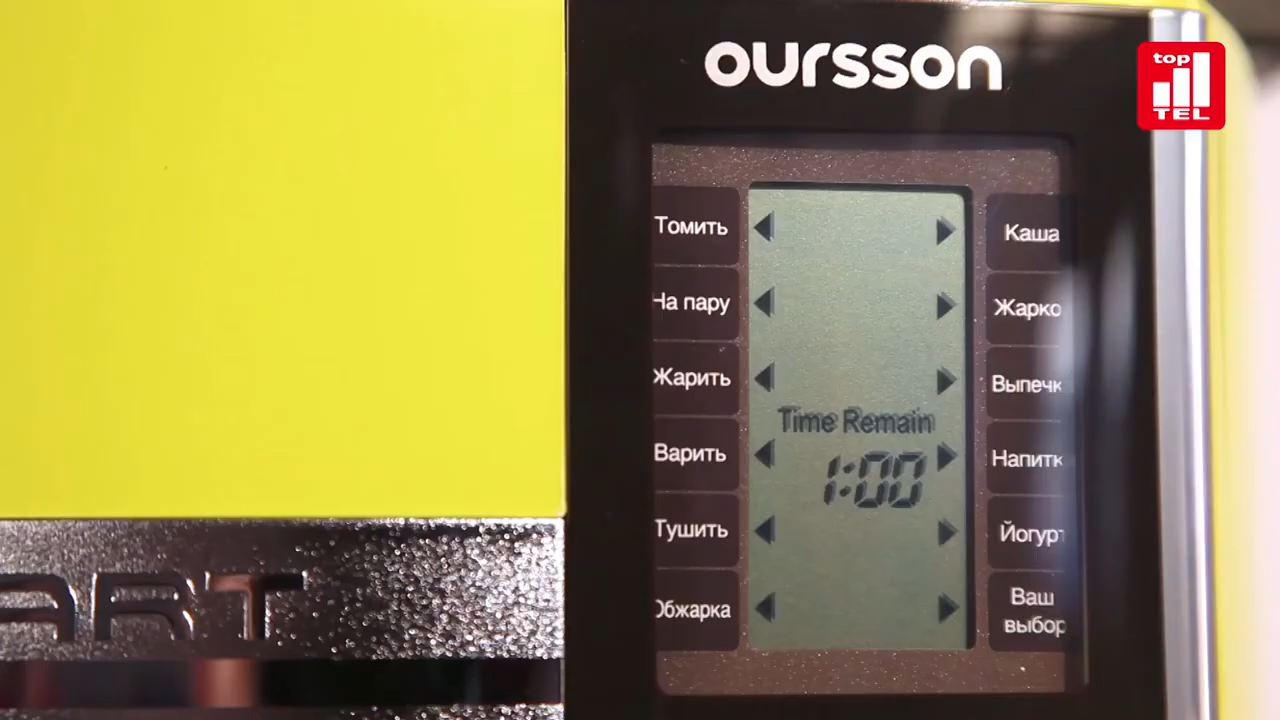 oursson
top
TEL
Томить
Каша
На пару
Жарко
Жарить
Выпечк
Time Remain
Варить
1:00
Напитк
Тушить
Йогурт
Обжарка
Ваш
выбор
ART